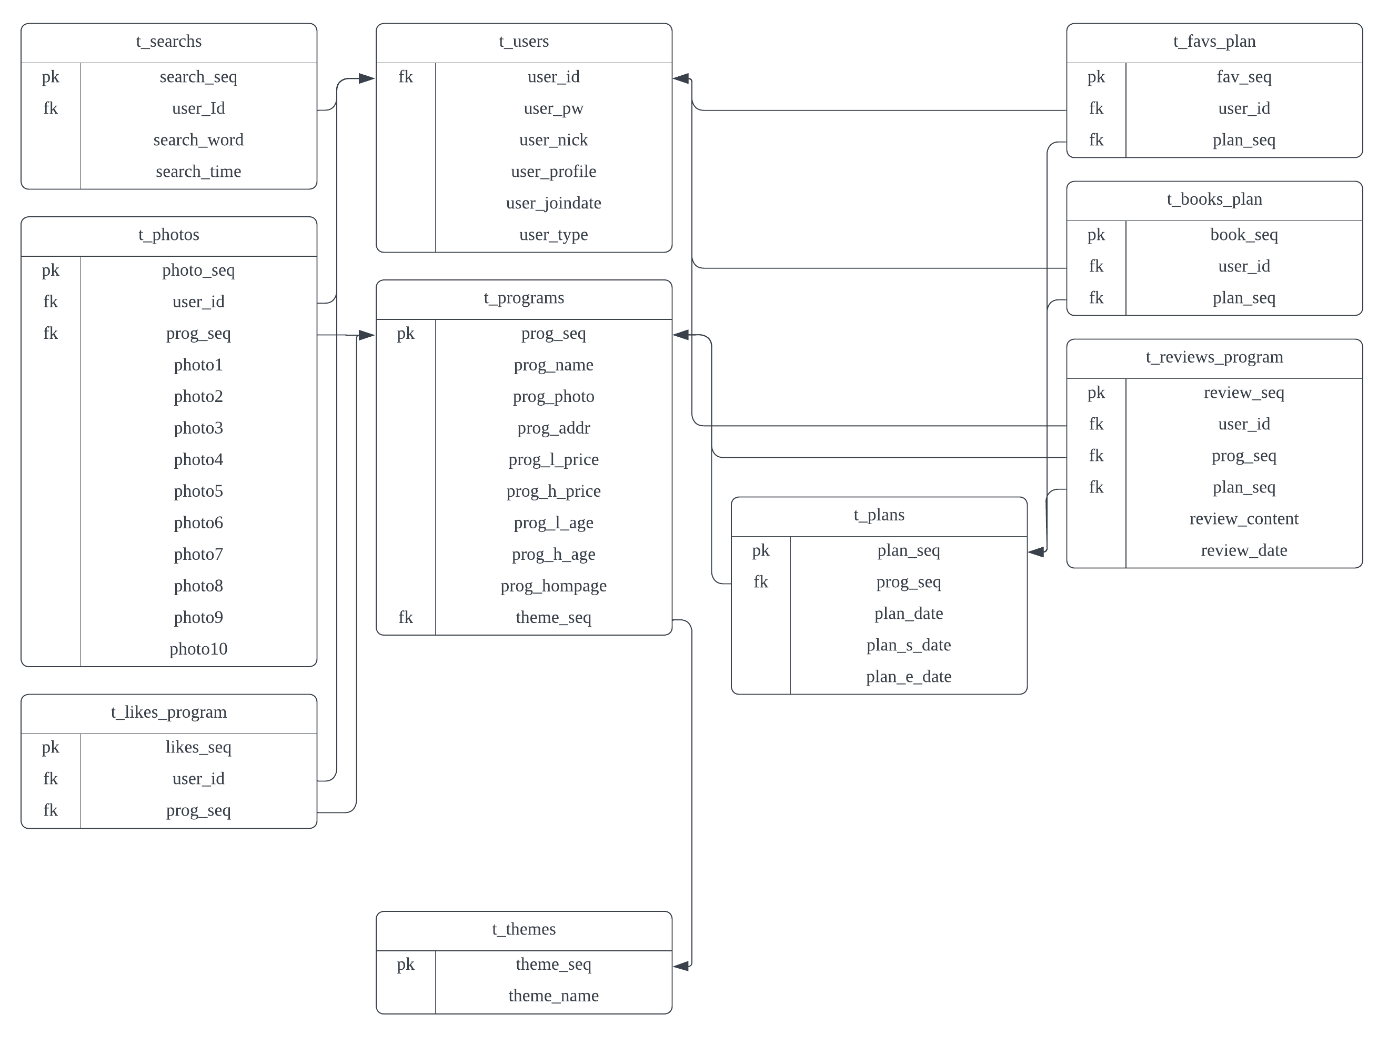 t_searchs
pk search_seq
fk user_Id
search_word
search_time
t_photos
pk photo_seq
fk user_id
fk prog_seq
photo1
photo2
photo3
photo4
photo5
photo6
photo7
photo8
photo9
photo10
t_likes_program
pk likes_seq
fk user_id
fk prog_seq
t_users
fk user_id
user_pw
user_nick
user_profile
user_joindate
user_type
t_programs
pk prog_seq
prog_name
prog_photo
prog_addr
prog_l_price
prog_h_price
prog_l_age
prog_h_age
prog_hompage
fk theme_seq
t_themes
pk theme_seq
theme_name
t_plans
pk plan_seq
fk prog_seq
plan_date
plan_s_date
plan_e_date
t_favs_plan
pk fav_seq
fk user_id
fk plan_seq
t_books_plan
pk book_seq
fk user_id
fk plan_seq
t_reviews_program
pk review_seq
fk user_id
fk prog_seq
fk plan_seq
review_content
review_date